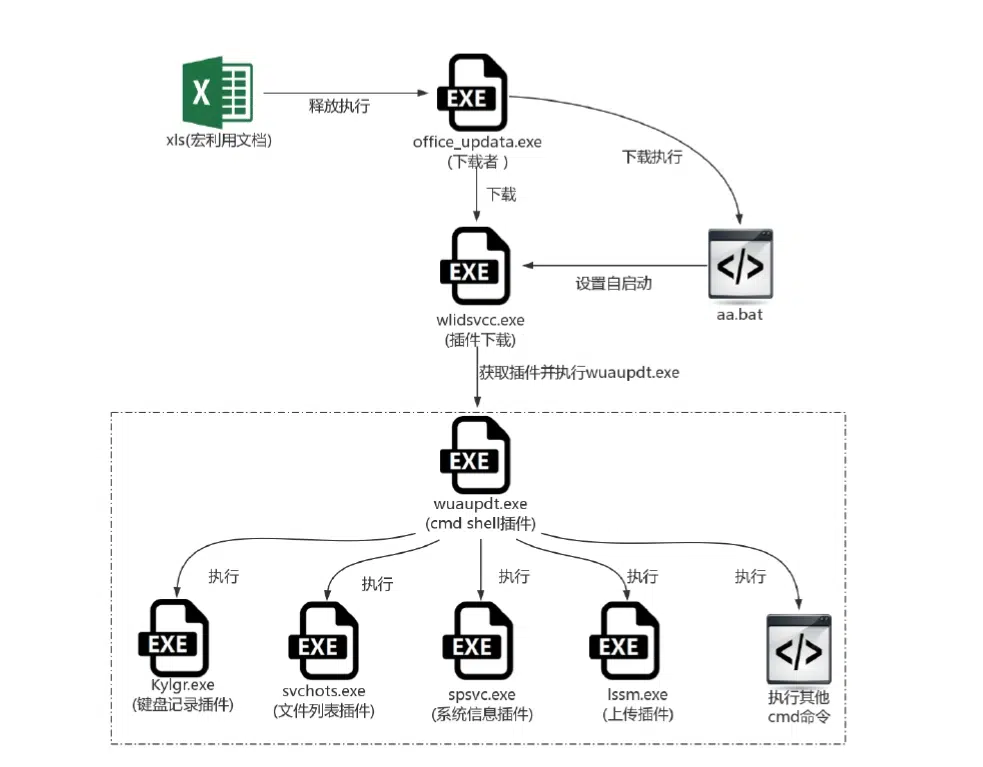 X
EXE
释放执行
xls(宏利用文档)
office_updata.exe
(下载者 )
下载执行
下载
EXE
</>
设置自启动
wlidsvcc.exe
(插件下载)
aa.bat
获取插件并执行wuaupdt.exe
EXE
wuaupdt.exe
(cmd shell插件)
执行
执行
执行
执行
执行
EXE
EXE
EXE
EXE
</>
Kylgr.exe
(键盘记录插件)
svchots.exe
(文件列表插件)
spsvc.exe
(系统信息插件)
lssm.exe
(上传插件)
执行其他
cmd命令